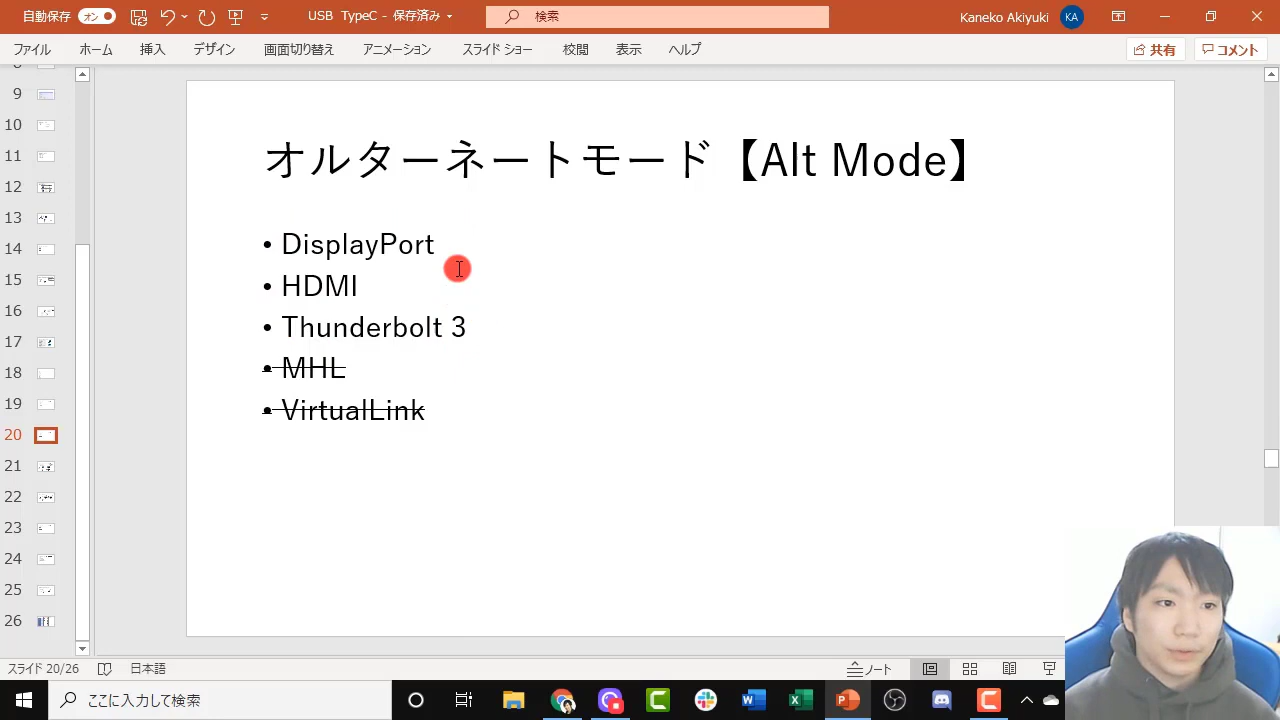 自動保存 オン USB TypeC - 保存済み 検索 Kaneko Akiyuki KA
ファイル ホーム 挿入 デザイン 画面切り替え アニメーション スライド ショー 校閲 表示 ヘルプ 共有 コメント
9
10
11
12
13
14
15
16
17
18
19
20
21
22
23
24
25
26
オルターネートモード【Alt Mode】
• DisplayPort
• HDMI
• Thunderbolt 3
• MHL
• VirtualLink
スライド 20/26 日本語 ノート
ここに入力して検索